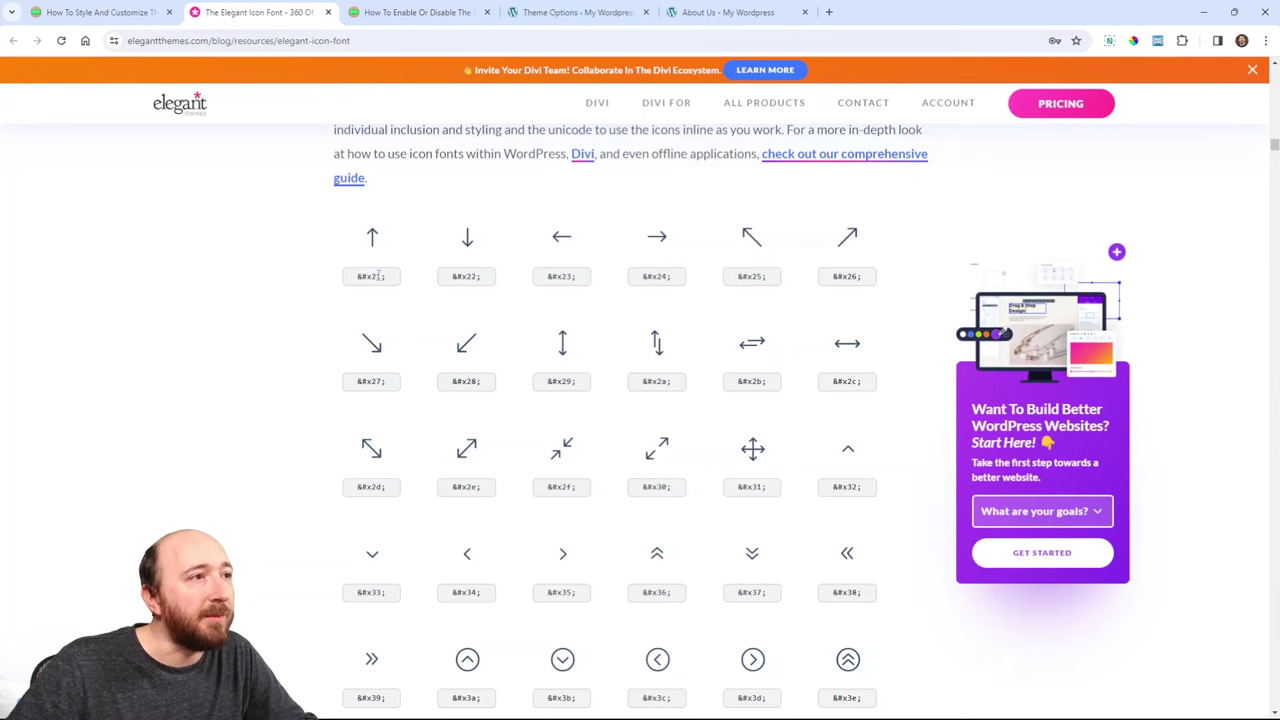 How To Style And Customize Th
The Elegant Icon Font - 360 Of
How To Enable Or Disable The
Theme Options - My Wordpres
About Us - My Wordpress
elegantthemes.com/blog/resources/elegant-icon-font
👋 Invite Your Divi Team! Collaborate In The Divi Ecosystem. LEARN MORE
elegant themes
DIVI
DIVI FOR
ALL PRODUCTS
CONTACT
ACCOUNT
PRICING
individual inclusion and styling and the unicode to use the icons inline as you work. For a more in-depth look
at how to use icon fonts within WordPress, Divi, and even offline applications, check out our comprehensive
guide.
&#x21; &#x22; &#x23; &#x24; &#x25; &#x26;
&#x27; &#x28; &#x29; &#x2a; &#x2b; &#x2c;
&#x2d; &#x2e; &#x2f; &#x30; &#x31; &#x32;
&#x33; &#x34; &#x35; &#x36; &#x37; &#x38;
&#x39; &#x3a; &#x3b; &#x3c; &#x3d; &#x3e;
Drag & Drop
Design!
Want To Build Better
WordPress Websites?
Start Here! 👇
Take the first step towards a
better website.
What are your goals?
GET STARTED